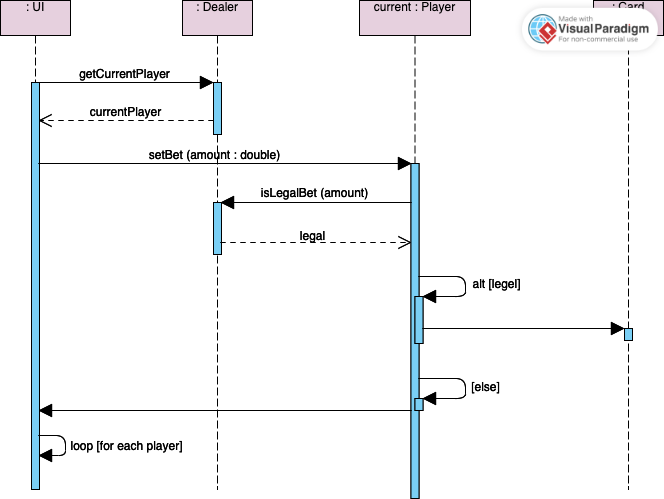 : UI
: Dealer
current : Player
: Card
Made with
Visual Paradigm
For non-commercial use
getCurrentPlayer
currentPlayer
setBet (amount : double)
isLegalBet (amount)
legal
alt [legel]
[else]
loop [for each player]